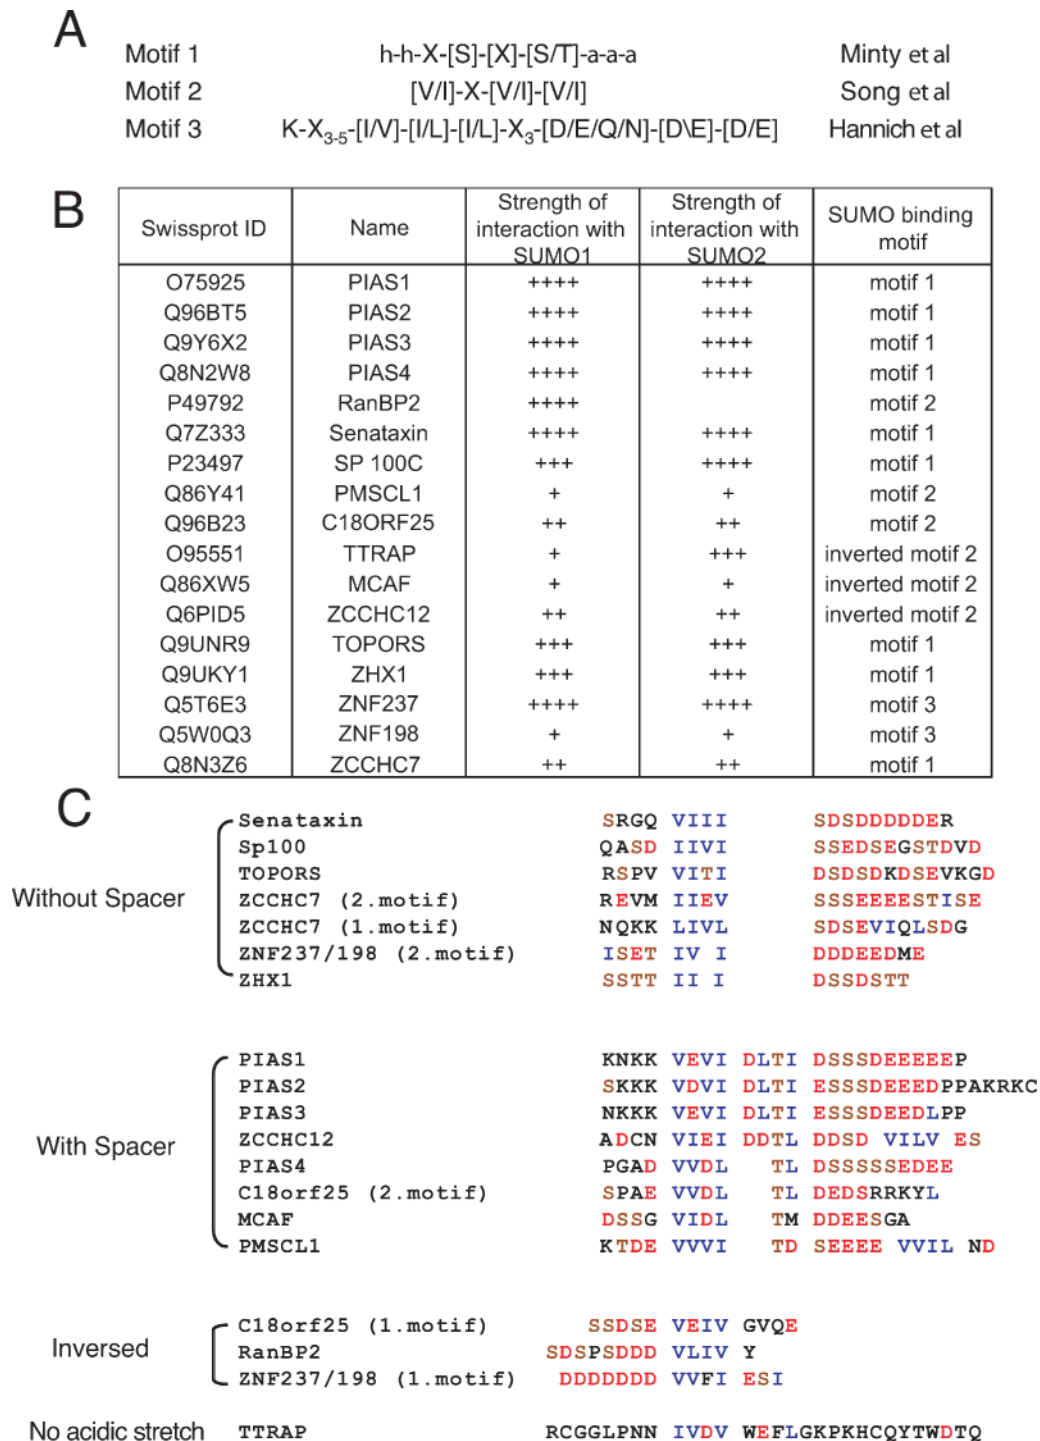 A
Motif 1 h-h-X-[S]-[X]-[S/T]-a-a-a Minty et al
Motif 2 [V/I]-X-[V/I]-[V/I] Song et al
Motif 3 K-X3-5-[I/V]-[I/L]-[I/L]-X3-[D/E/Q/N]-[D\E]-[D/E] Hannich et al
B
Swissprot ID Name Strength of interaction with SUMO1 Strength of interaction with SUMO2 SUMO binding motif
O75925 PIAS1 ++++ ++++ motif 1
Q96BT5 PIAS2 ++++ ++++ motif 1
Q9Y6X2 PIAS3 ++++ ++++ motif 1
Q8N2W8 PIAS4 ++++ ++++ motif 1
P49792 RanBP2 ++++ motif 2
Q7Z333 Senataxin ++++ ++++ motif 1
P23497 SP 100C +++ ++++ motif 1
Q86Y41 PMSCL1 + + motif 2
Q96B23 C18ORF25 ++ ++ motif 2
O95551 TTRAP + +++ inverted motif 2
Q86XW5 MCAF + + inverted motif 2
Q6PID5 ZCCHC12 ++ ++ inverted motif 2
Q9UNR9 TOPORS +++ +++ motif 1
Q9UKY1 ZHX1 +++ +++ motif 1
Q5T6E3 ZNF237 ++++ ++++ motif 3
Q5W0Q3 ZNF198 + + motif 3
Q8N3Z6 ZCCHC7 ++ ++ motif 1
C
Without Spacer
Senataxin SRGQ VIII SDSDDDDDER
Sp100 QASD IIVI SSEDSEGSTDVD
TOPORS RSPV VITI DSDSDKDSEVKGD
ZCCHC7 (2.motif) REVM IIEV SSSEEEESTISE
ZCCHC7 (1.motif) NQKK LIVL SDSEVIQLSDG
ZNF237/198 (2.motif) ISET IV I DDDEEDME
ZHX1 SSTT II I DSSDSTT
With Spacer
PIAS1 KNKK VEVI DLTI DSSSDEEEEEP
PIAS2 SKKK VDVI DLTI ESSSDEEEDPPAKRKC
PIAS3 NKKK VEVI DLTI ESSSDEEDLPP
ZCCHC12 ADCN VIEI DDTL DDSD VILV ES
PIAS4 PGAD VVDL TL DSSSSSEDEE
C18orf25 (2.motif) SPAE VVDL TL DEDSRRKYL
MCAF DSSG VIDL TM DDEESGA
PMSCL1 KTDE VVVI TD SEEEE VVIL ND
Inversed
C18orf25 (1.motif) SSDSE VEIV GVQE
RanBP2 SDSPSDDD VLIV Y
ZNF237/198 (1.motif) DDDDDDD VVFI ESI
No acidic stretch TTRAP RCGGLPNN IVDV WEFLGKPKHCQYTWDTQ